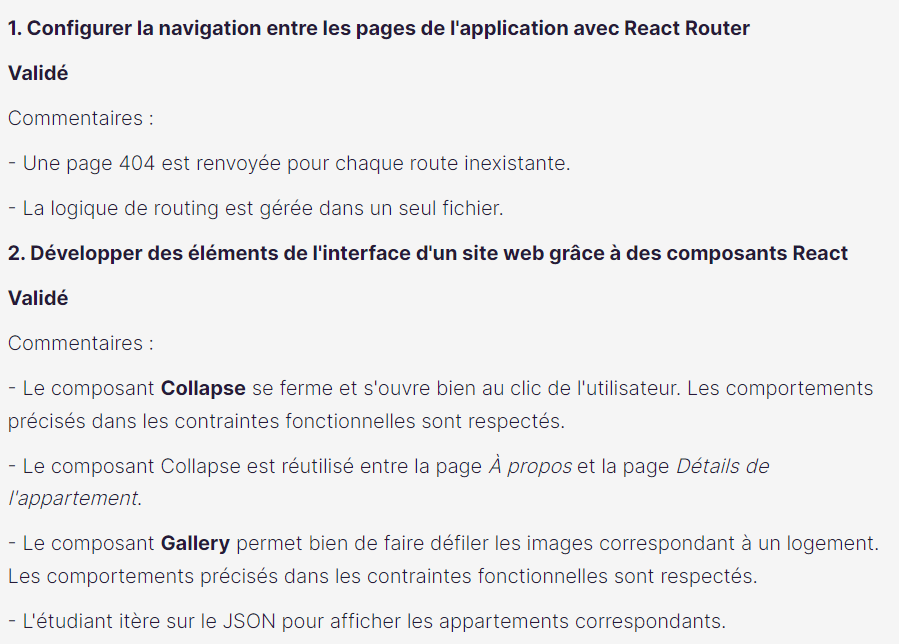 1. Configurer la navigation entre les pages de l'application avec React Router
Validé
Commentaires :
- Une page 404 est renvoyée pour chaque route inexistante.
- La logique de routing est gérée dans un seul fichier.
2. Développer des éléments de l'interface d'un site web grâce à des composants React
Validé
Commentaires :
- Le composant Collapse se ferme et s'ouvre bien au clic de l'utilisateur. Les comportements
précisés dans les contraintes fonctionnelles sont respectés.
- Le composant Collapse est réutilisé entre la page À propos et la page Détails de
l'appartement.
- Le composant Gallery permet bien de faire défiler les images correspondant à un logement.
Les comportements précisés dans les contraintes fonctionnelles sont respectés.
- L'étudiant itère sur le JSON pour afficher les appartements correspondants.